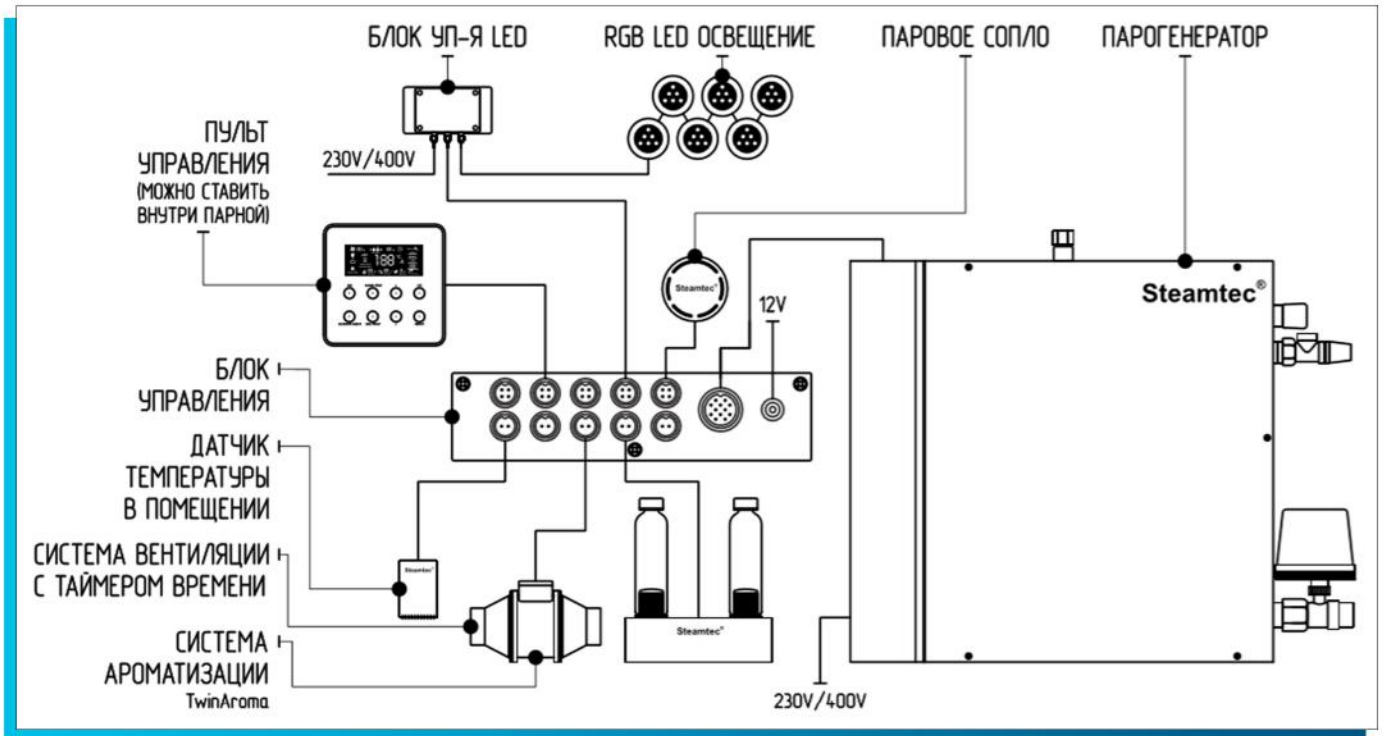 БЛОК УП-Я LED
RGB LED ОСВЕЩЕНИЕ
ПАРОВОЕ СОПЛО
ПАРОГЕНЕРАТОР
ПУЛЬТ
УПРАВЛЕНИЯ
(МОЖНО СТАВИТЬ
ВНУТРИ ПАРНОЙ)
230V/400V
188
Steamtec®
12V
Steamtec®
БЛОК
УПРАВЛЕНИЯ
ДАТЧИК
ТЕМПЕРАТУРЫ
В ПОМЕЩЕНИИ
СИСТЕМА ВЕНТИЛЯЦИИ
С ТАЙМЕРОМ ВРЕМЕНИ
СИСТЕМА
АРОМАТИЗАЦИИ
TwinAroma
Steamtec®
Steamtec®
230V/400V